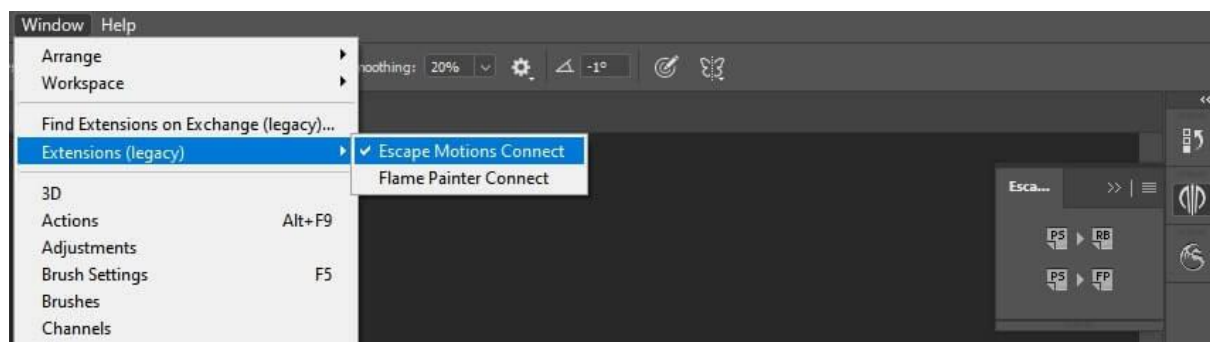 Window Help
Arrange
oothing: 20% -1°
Workspace
Find Extensions on Exchange (legacy)...
Extensions (legacy)
Escape Motions Connect
Flame Painter Connect
3D
Actions Alt+F9
Adjustments
Brush Settings F5
Brushes
Channels
Esca...
PS RB
PS FP